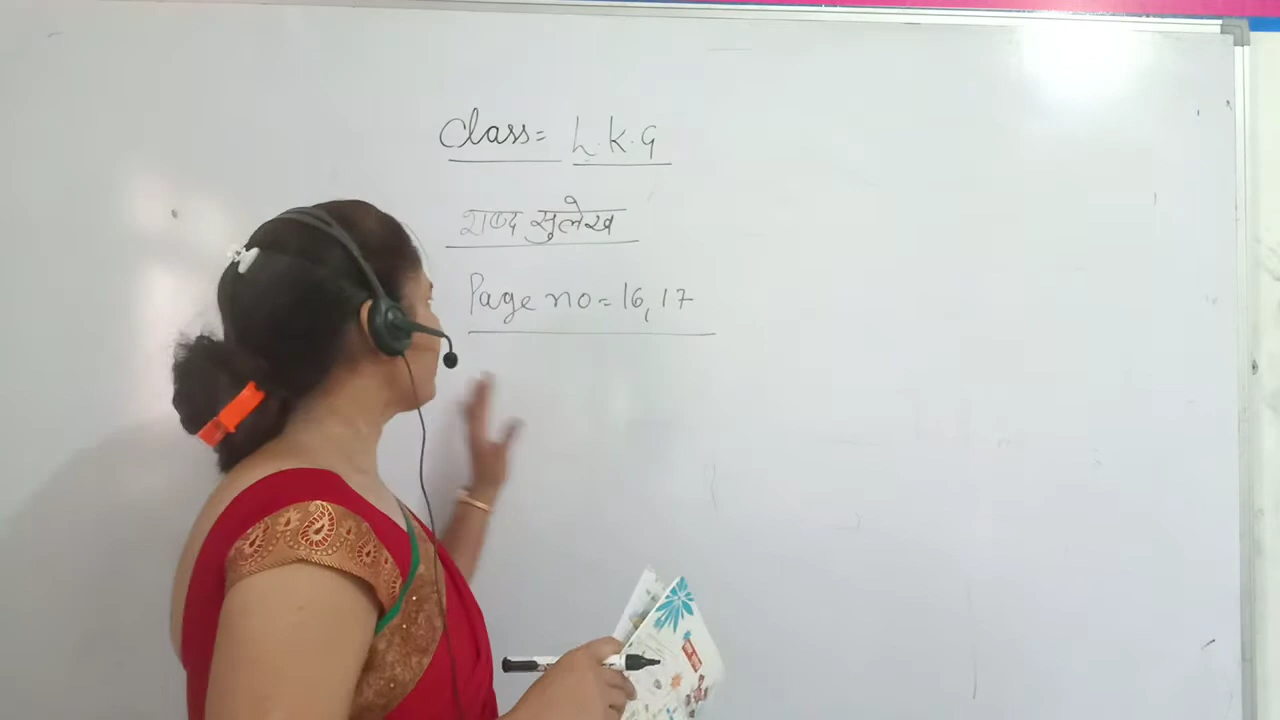 Class = L.K.G
शब्द सुलेख
Page no = 16, 17